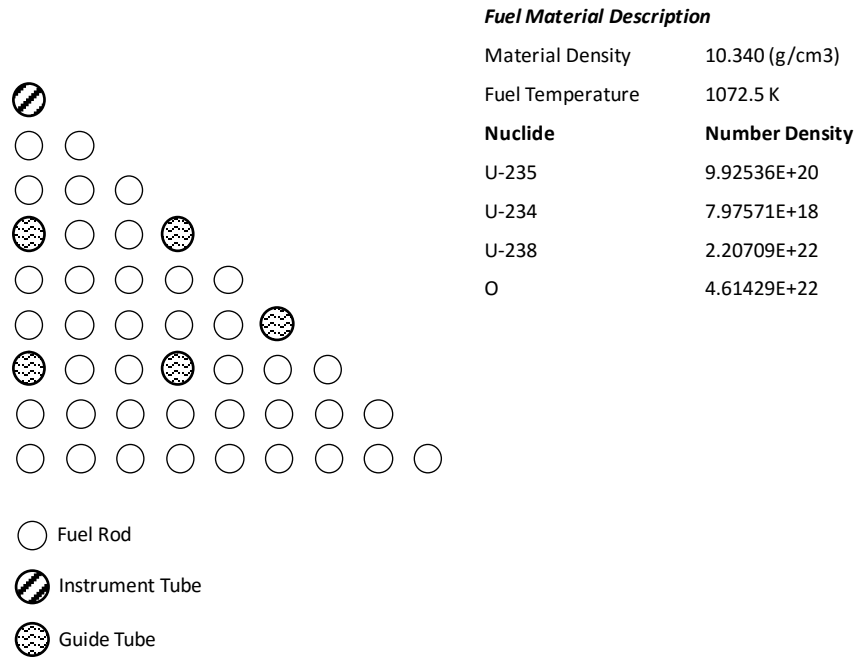 Fuel Material Description
Material Density 10.340 (g/cm3)
Fuel Temperature 1072.5 K
Nuclide Number Density
U-235 9.92536E+20
U-234 7.97571E+18
U-238 2.20709E+22
O 4.61429E+22
Fuel Rod
Instrument Tube
Guide Tube